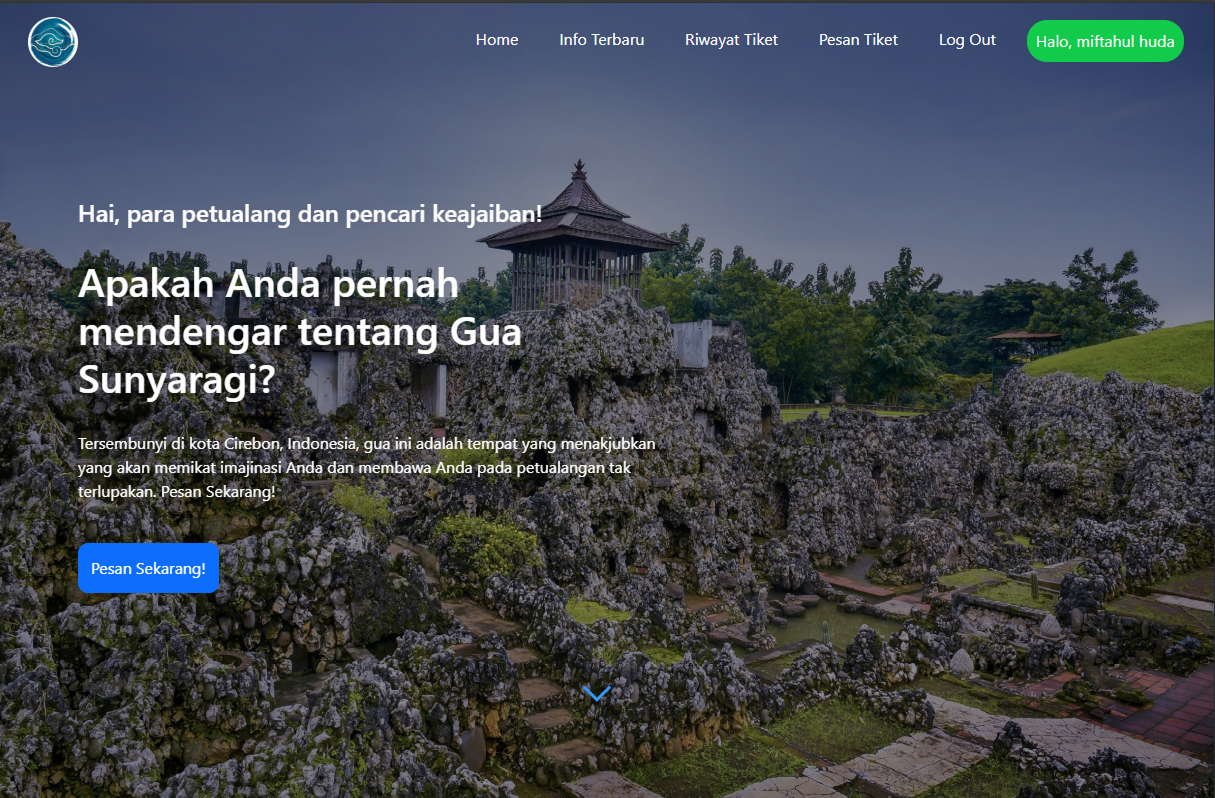 Home
Info Terbaru
Riwayat Tiket
Pesan Tiket
Log Out
Halo, miftahul huda
Hai, para petualang dan pencari keajaiban!
Apakah Anda pernah
mendengar tentang Gua
Sunyaragi?
Tersembunyi di kota Cirebon, Indonesia, gua ini adalah tempat yang menakjubkan
yang akan memikat imajinasi Anda dan membawa Anda pada petualangan tak
terlupakan. Pesan Sekarang!
Pesan Sekarang!